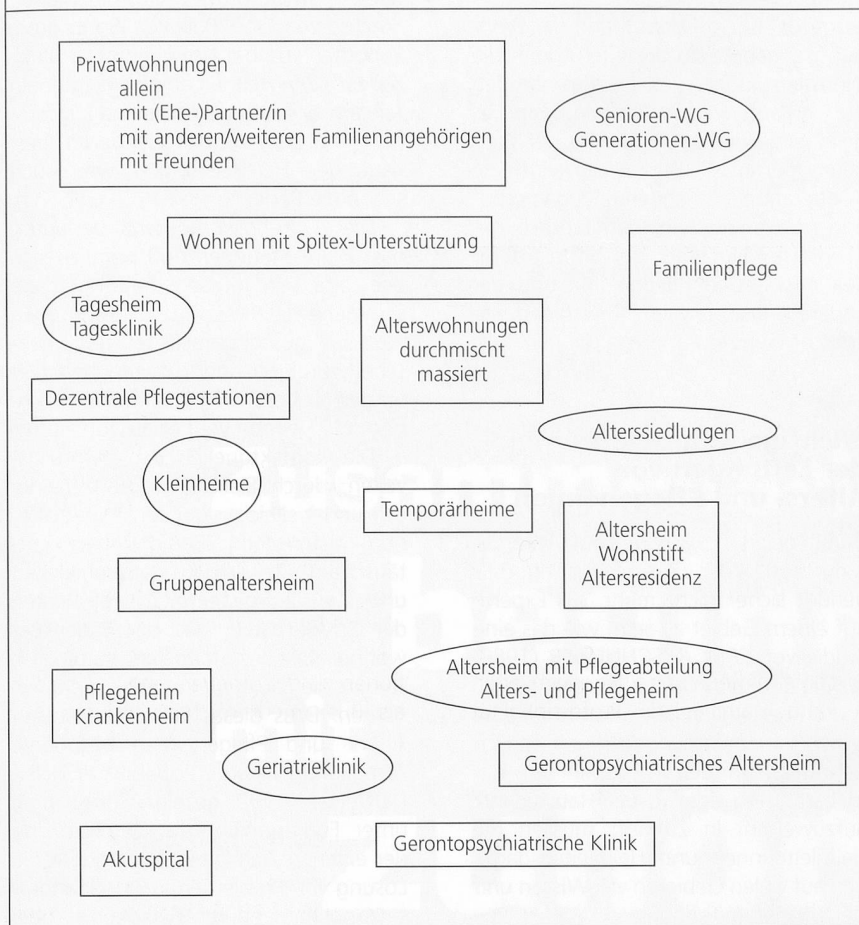 Privatwohnungen
allein
mit (Ehe-)Partner/in
mit anderen/weiteren Familienangehörigen
mit Freunden
Senioren-WG
Generationen-WG
Wohnen mit Spitex-Unterstützung
Familienpflege
Tagesheim
Tagesklinik
Alterswohnungen
durchmischt
massiert
Dezentrale Pflegestationen
Alterssiedlungen
Kleinheime
Temporärheime
Altersheim
Wohnstift
Altersresidenz
Gruppenaltersheim
Altersheim mit Pflegeabteilung
Alters- und Pflegeheim
Pflegeheim
Krankenheim
Geriatrieklinik
Gerontopsychiatrisches Altersheim
Akutspital
Gerontopsychiatrische Klinik